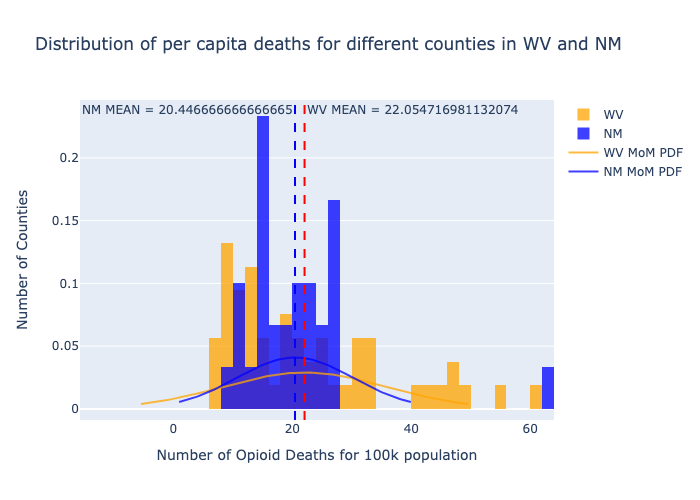 Distribution of per capita deaths for different counties in WV and NM
NM MEAN = 20.446666666666665
WV MEAN = 22.054716981132074
WV
NM
WV MoM PDF
NM MoM PDF
Number of Counties
0.2
0.15
0.1
0.05
0
0 20 40 60
Number of Opioid Deaths for 100k population